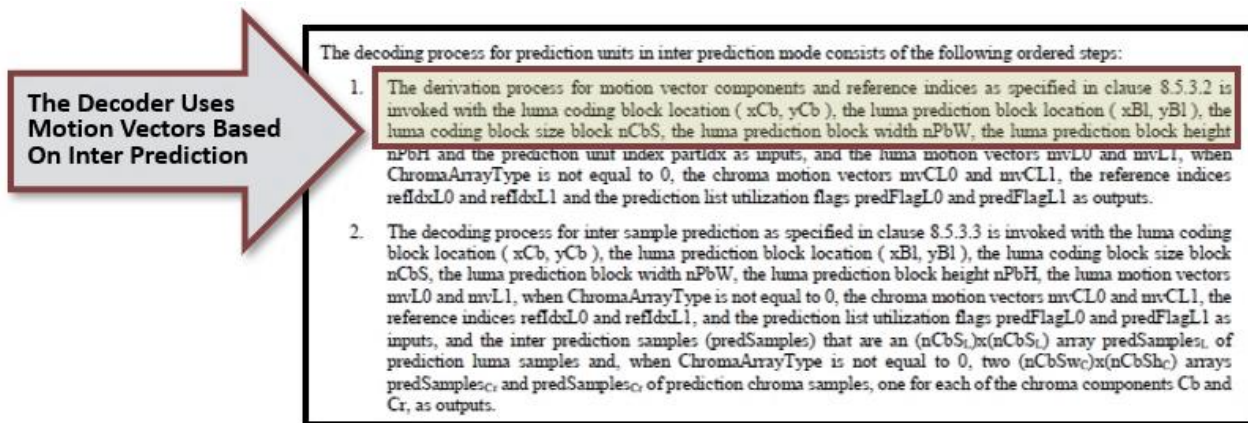 The Decoder Uses
Motion Vectors Based
On Inter Prediction
The decoding process for prediction units in inter prediction mode consists of the following ordered steps:
1. The derivation process for motion vector components and reference indices as specified in clause 8.5.3.2 is
invoked with the luma coding block location ( xCb, yCb ), the luma prediction block location ( xBl, yBl ), the
luma coding block size block nCbS, the luma prediction block width nPbW, the luma prediction block height
nPbH and the prediction unit index partIdx as inputs, and the luma motion vectors mvL0 and mvL1, when
ChromaArrayType is not equal to 0, the chroma motion vectors mvCL0 and mvCL1, the reference indices
refIdxL0 and refIdxL1 and the prediction list utilization flags predFlagL0 and predFlagL1 as outputs.
2. The decoding process for inter sample prediction as specified in clause 8.5.3.3 is invoked with the luma coding
block location ( xCb, yCb ), the luma prediction block location ( xBl, yBl ), the luma coding block size block
nCbS, the luma prediction block width nPbW, the luma prediction block height nPbH, the luma motion vectors
mvL0 and mvL1, when ChromaArrayType is not equal to 0, the chroma motion vectors mvCL0 and mvCL1, the
reference indices refIdxL0 and refIdxL1, and the prediction list utilization flags predFlagL0 and predFlagL1 as
inputs, and the inter prediction samples (predSamples) that are an (nCbSL)x(nCbSL) array predSamplesL of
prediction luma samples and, when ChromaArrayType is not equal to 0, two (nCbSwC)x(nCbShC) arrays
predSamplesCr and predSamplesCr of prediction chroma samples, one for each of the chroma components Cb and
Cr, as outputs.